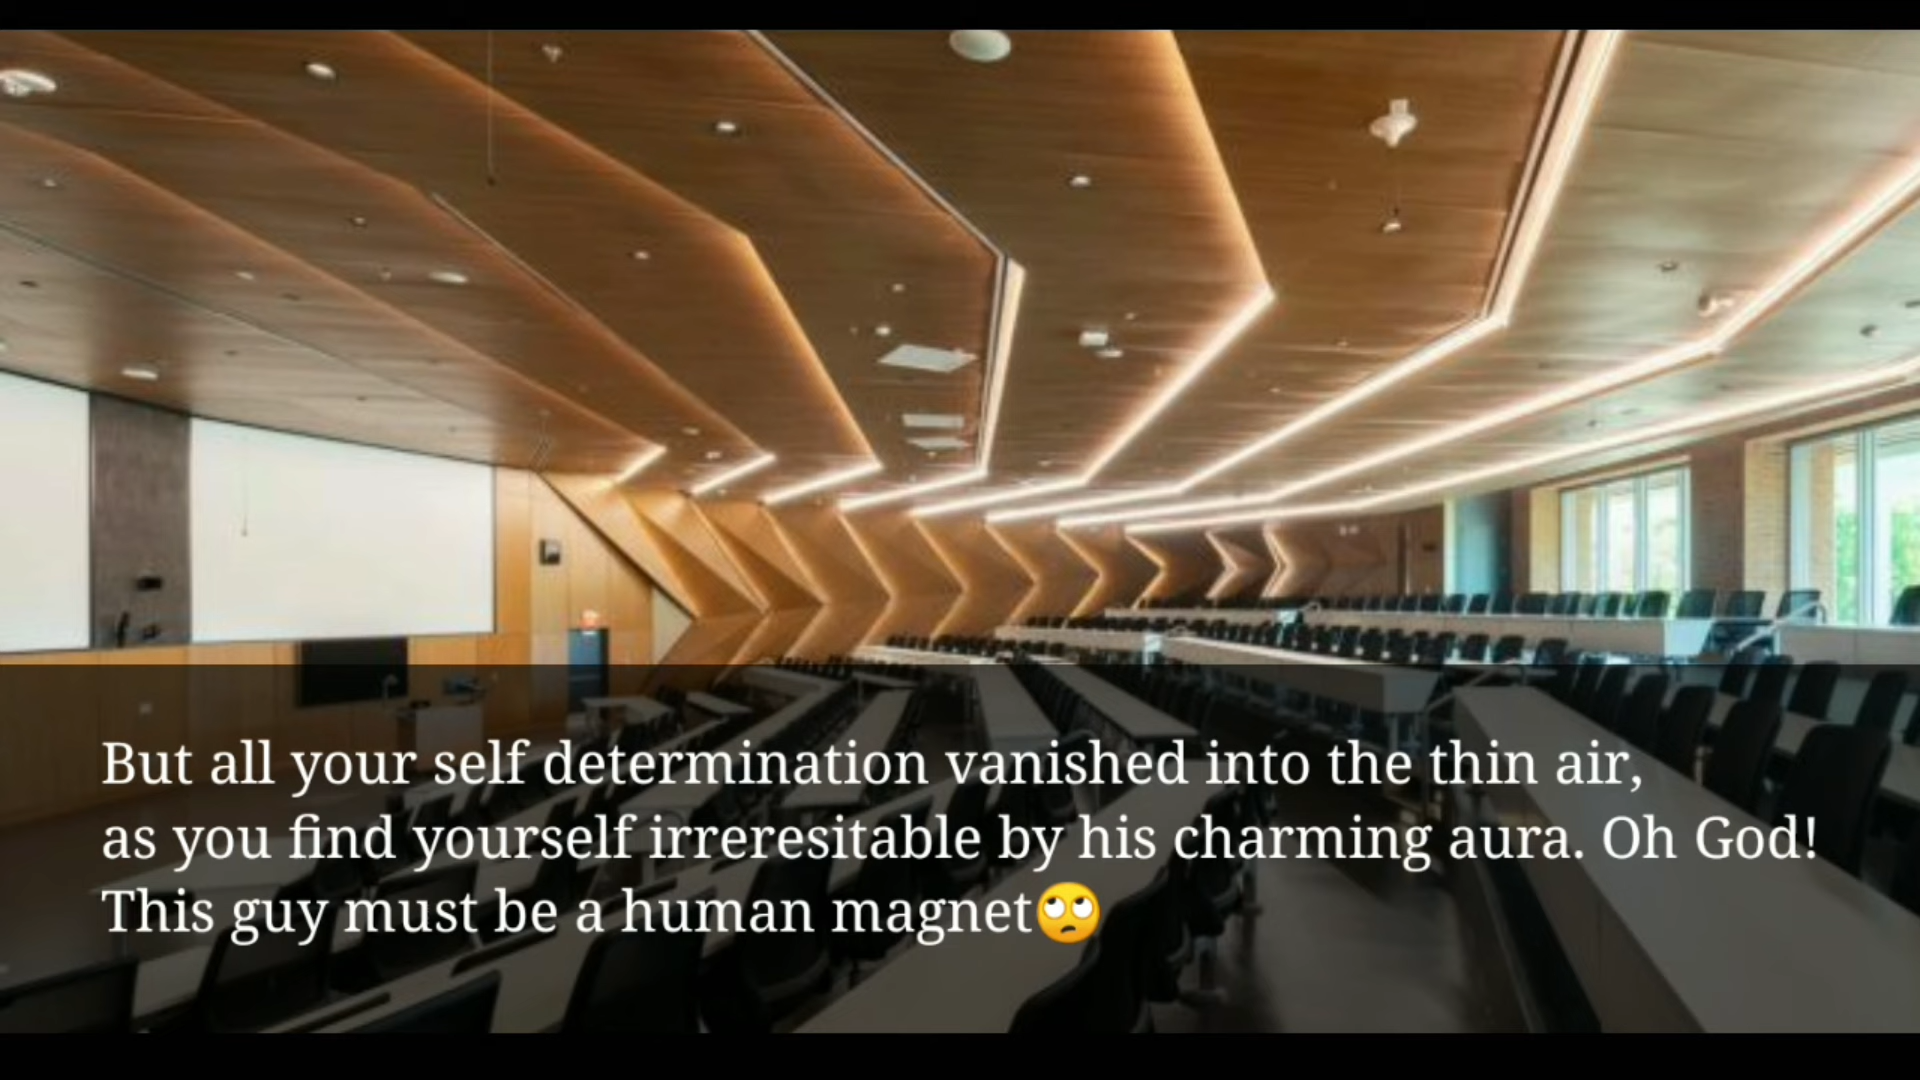 But all your self determination vanished into the thin air,
as you find yourself irreresitable by his charming aura. Oh God!
This guy must be a human magnet🙄